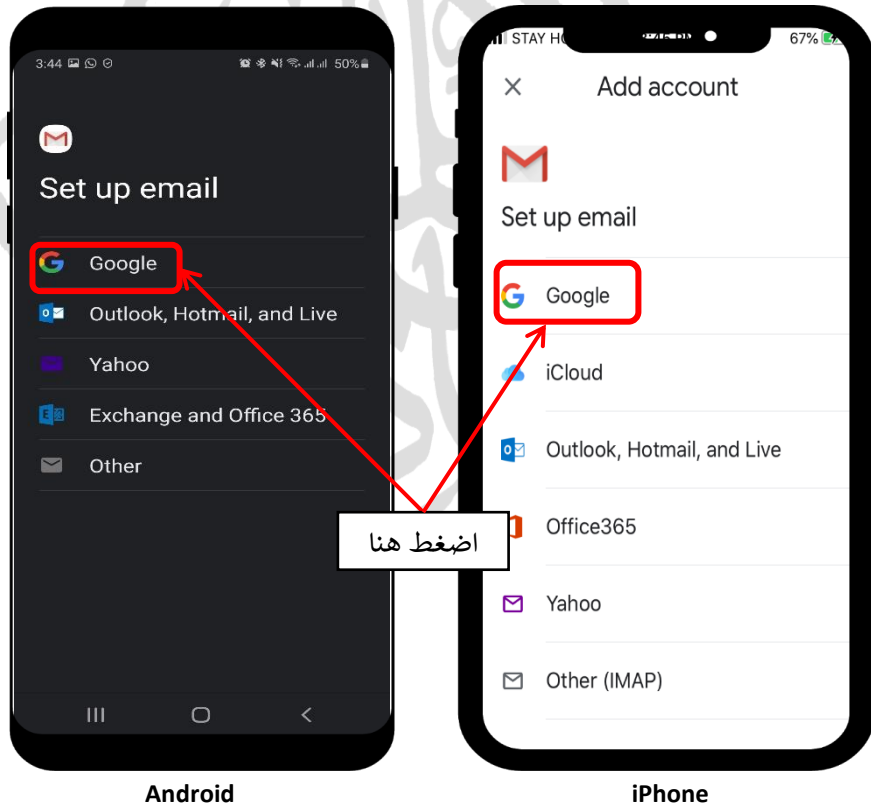 3:44
50%
Set up email
Google
Outlook, Hotmail, and Live
Yahoo
Exchange and Office 365
Other
Android
STAY
67%
Add account
Set up email
Google
iCloud
Outlook, Hotmail, and Live
Office365
Yahoo
Other (IMAP)
iPhone
اضغط هنا